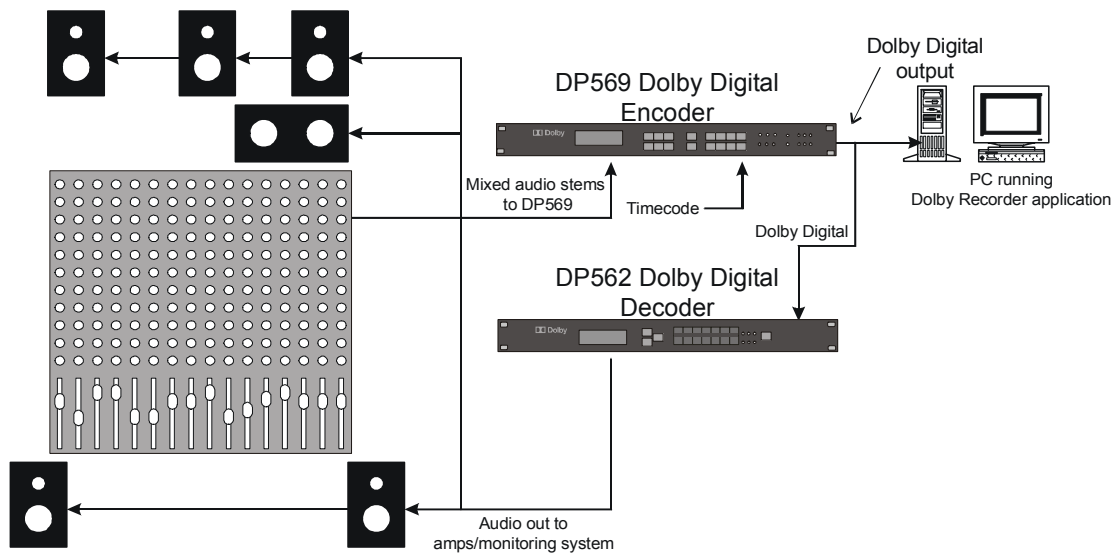 Dolby Digital
output
DP569 Dolby Digital
Encoder
Dolby
PC running
Dolby Recorder application
Mixed audio stems
to DP569
Timecode
Dolby Digital
DP562 Dolby Digital
Decoder
Dolby
Audio out to
amps/monitoring system